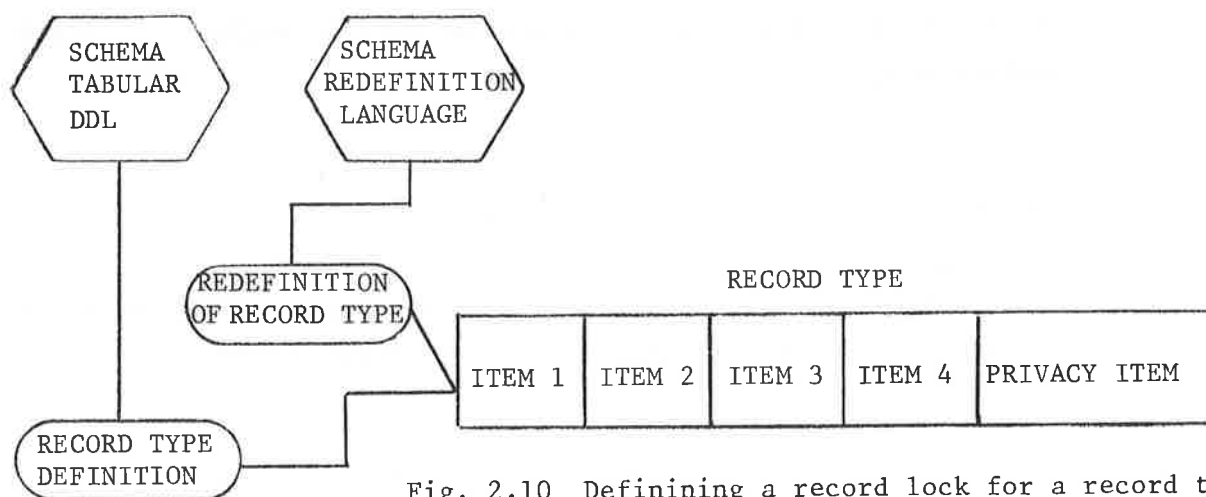 SCHEMA
TABULAR
DDL
SCHEMA
REDEFINITION
LANGUAGE
REDEFINITION
OF RECORD TYPE
RECORD TYPE
ITEM 1
ITEM 2
ITEM 3
ITEM 4
PRIVACY ITEM
RECORD TYPE
DEFINITION
Fig. 2.10 Definining a record lock for a record t